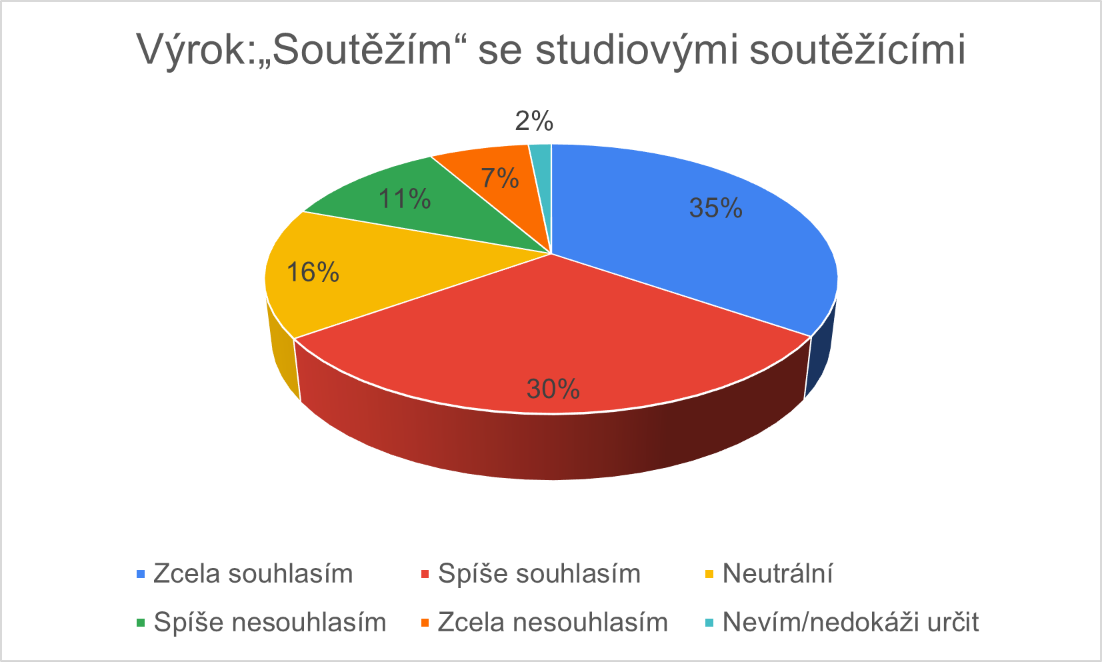 Výrok:„Soutěžím“ se studiovými soutěžícími
2%
7%
11%
35%
16%
30%
Zcela souhlasím
Spíše souhlasím
Neutrální
Spíše nesouhlasím
Zcela nesouhlasím
Nevím/nedokáži určit